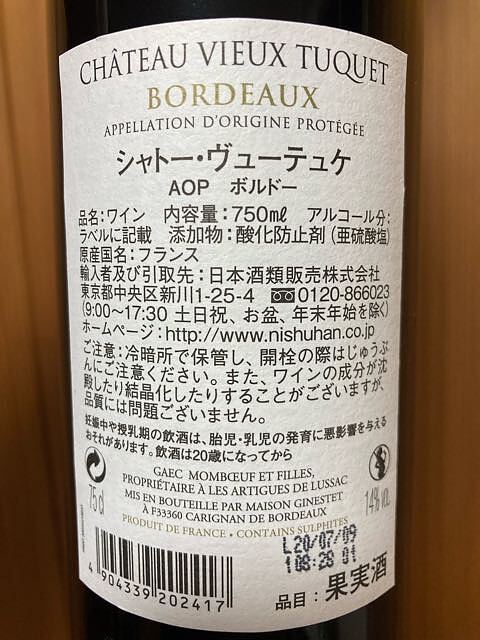 CHÂTEAU VIEUX TUQUET
BORDEAUX
APPELLATION D'ORIGINE PROTÉGÉE
シャトー・ヴューテュケ
AOP ボルドー
品名:ワイン 内容量:750mℓ アルコール分:
ラベルに記載 添加物:酸化防止剤(亜硫酸塩)
原産国名:フランス
輸入者及び引取先:日本酒類販売株式会社
東京都中央区新川1-25-4 0120-866023
(9:00〜17:30 土日祝、お盆、年末年始を除く)
ホームページ:http://www.nishuhan.co.jp
ご注意:冷暗所で保管し、開栓の際はじゅうぶ
んにご注意ください。また、ワインの成分が沈
殿したり結晶化したりすることがございますが、
品質には問題ございません。
妊娠中や授乳期の飲酒は、胎児・乳児の発育に悪影響を与える
おそれがあります。飲酒は20歳になってから
GAEC MOMBŒUF ET FILLES,
PROPRIÉTAIRE À LES ARTIGUES DE LUSSAC
MIS EN BOUTEILLE PAR MAISON GINESTET
À F33360 CARIGNAN DE BORDEAUX
PRODUIT DE FRANCE • CONTAINS SULPHITES
75 cl
14% VOL
L20/07/09
108:28 01
4 904339 202417
品目:果実酒